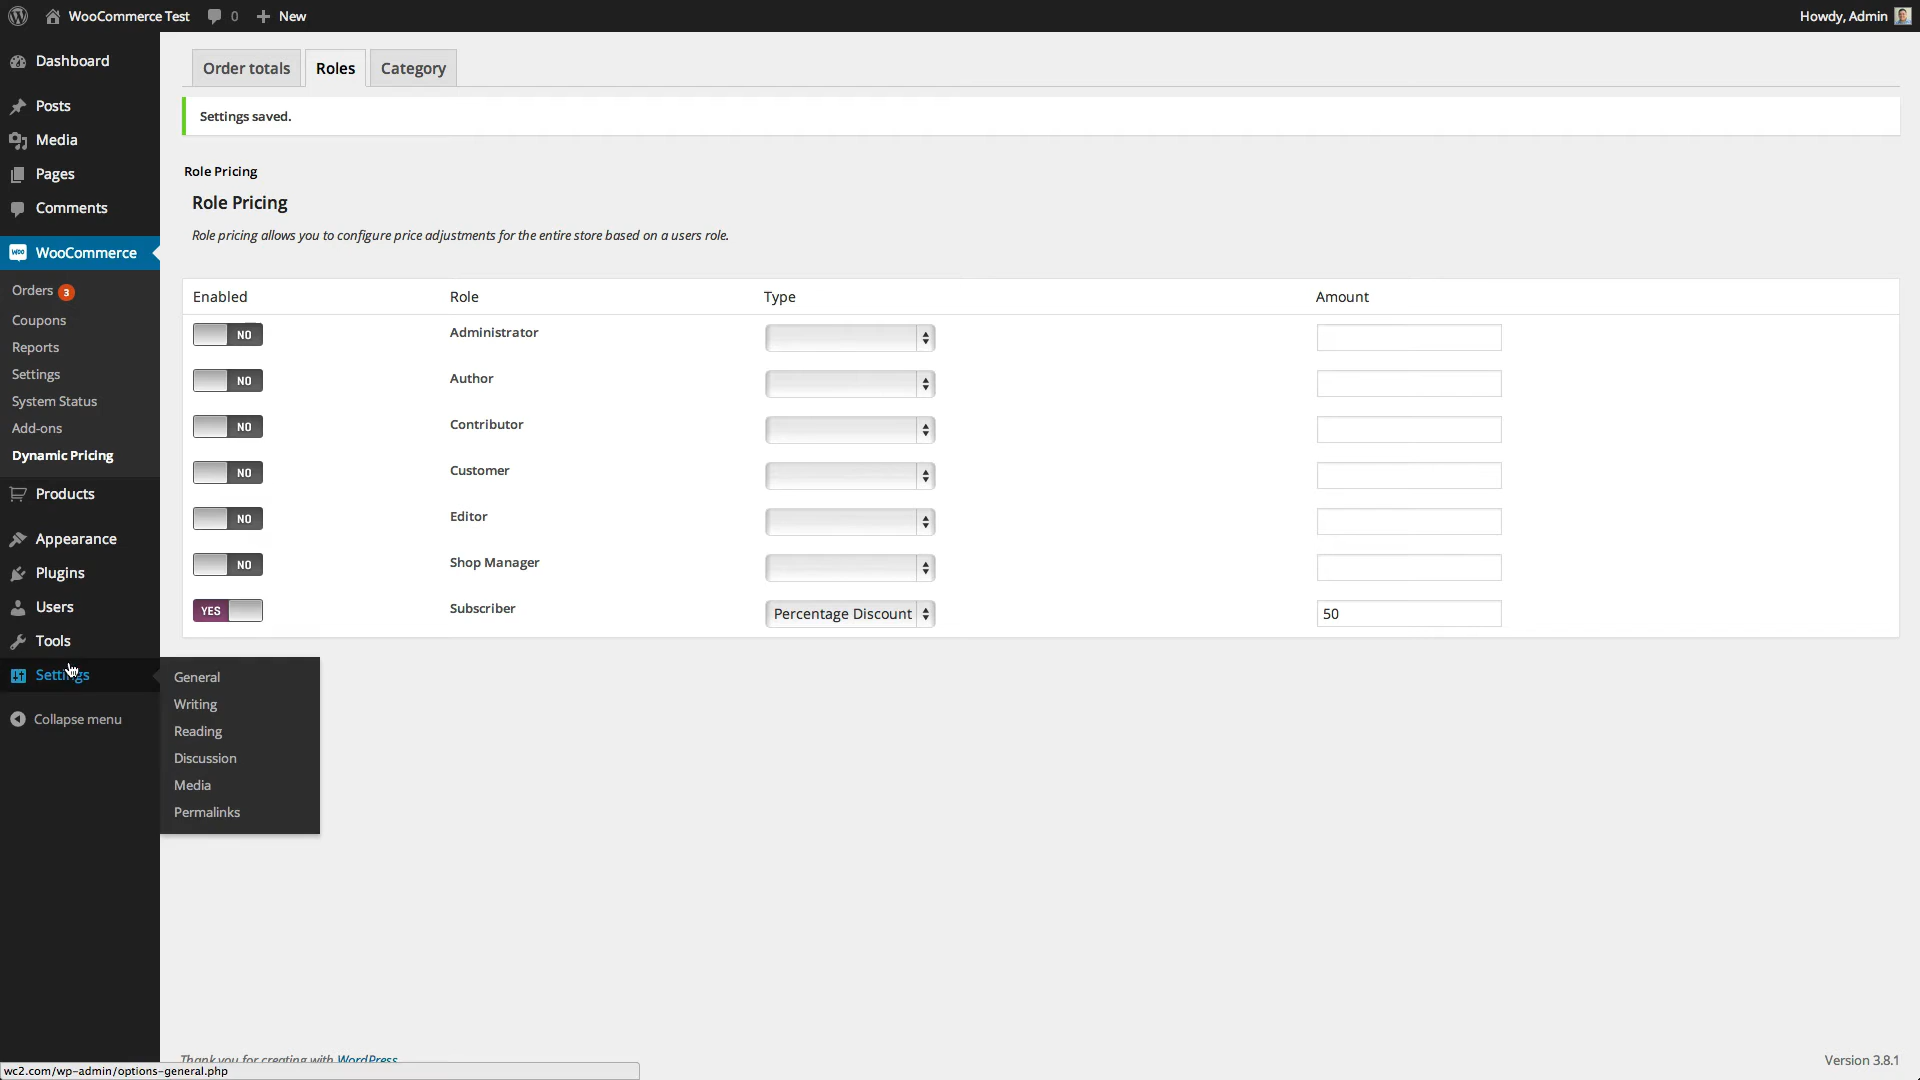 WooCommerce Test 0 New Howdy, Admin
Dashboard
Posts
Media
Pages
Comments
WooCommerce
Orders 3
Coupons
Reports
Settings
System Status
Add-ons
Dynamic Pricing
Products
Appearance
Plugins
Users
Tools
Settings
Collapse menu
General
Writing
Reading
Discussion
Media
Permalinks
Order totals Roles Category
Settings saved.
Role Pricing
Role Pricing
Role pricing allows you to configure price adjustments for the entire store based on a users role.
Enabled Role Type Amount
NO Administrator
NO Author
NO Contributor
NO Customer
NO Editor
NO Shop Manager
YES Subscriber Percentage Discount 50
Thank you for creating with WordPress Version 3.8.1
wc2.com/wp-admin/options-general.php